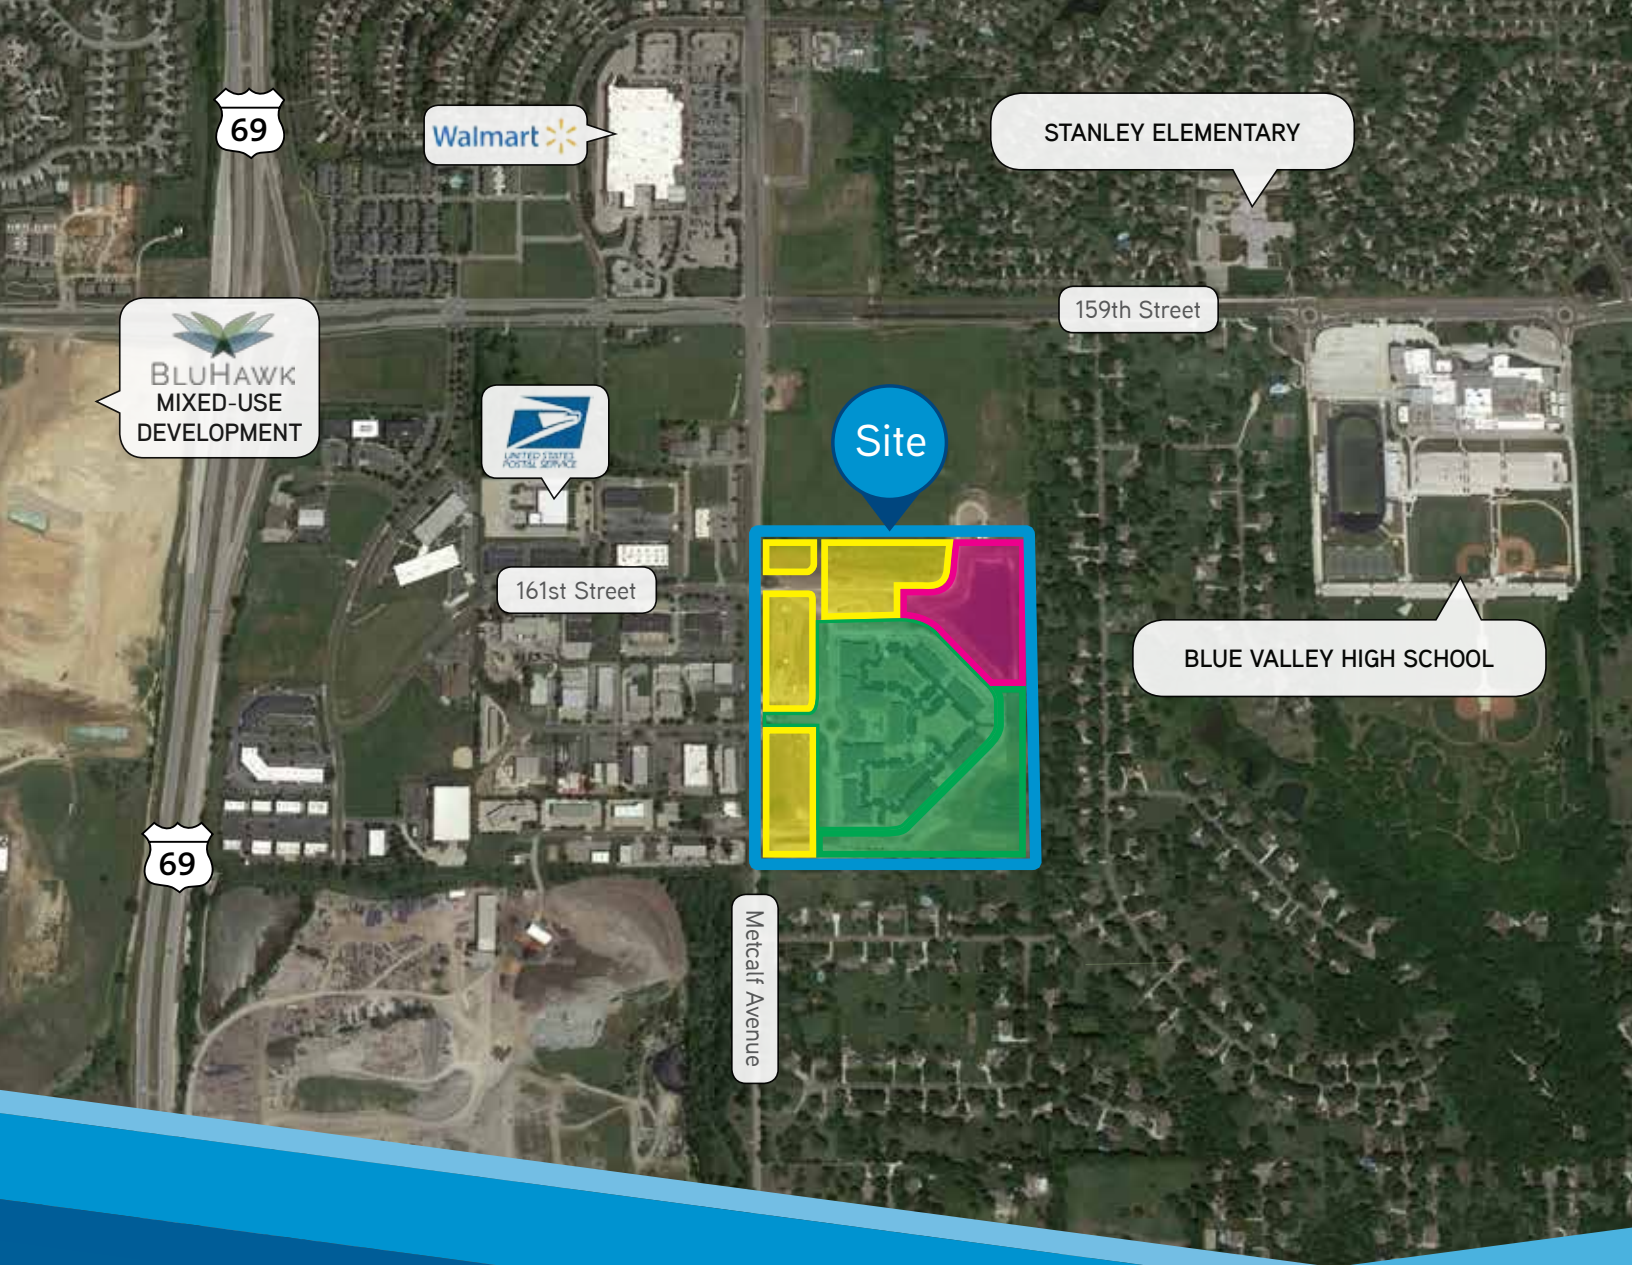 69
Walmart
STANLEY ELEMENTARY
159th Street
BLUHAWK
MIXED-USE
DEVELOPMENT
UNITED STATES
POSTAL SERVICE
Site
161st Street
BLUE VALLEY HIGH SCHOOL
69
Metcalf Avenue